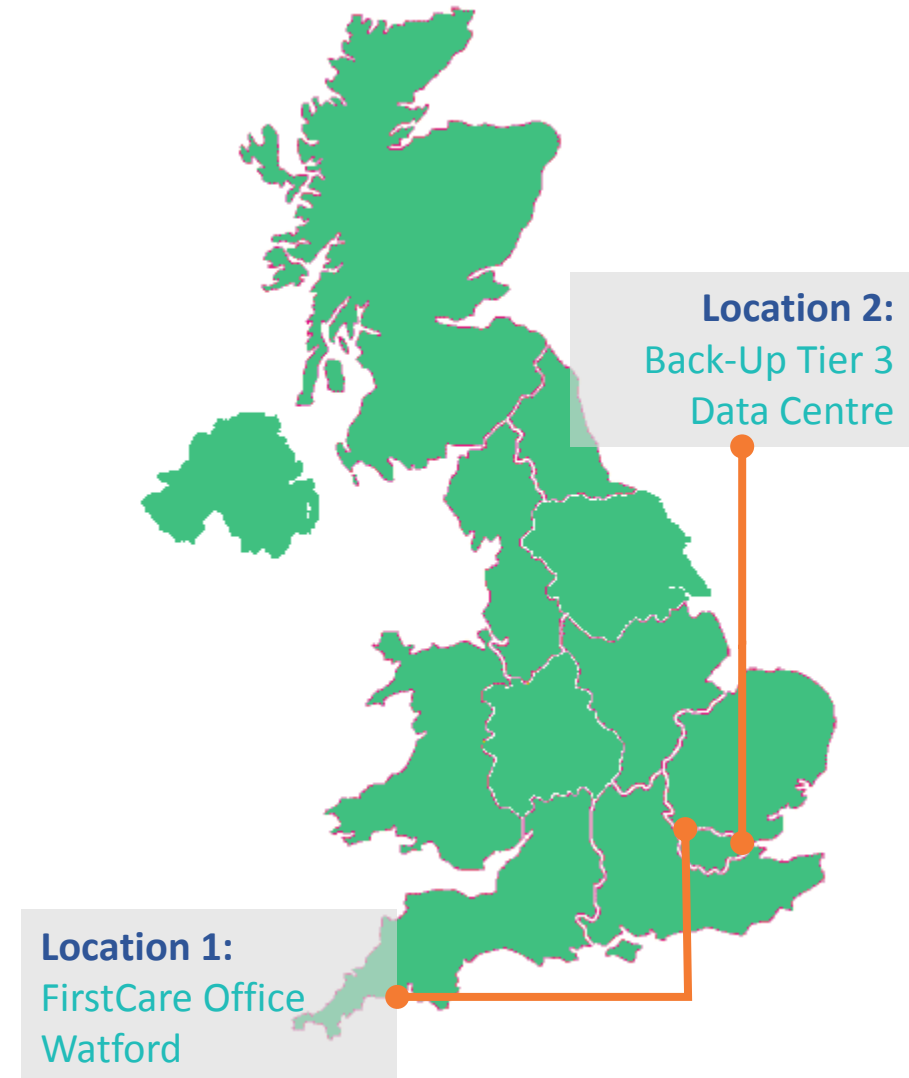 Location 2:
Back-Up Tier 3
Data Centre
Location 1:
FirstCare Office
Watford